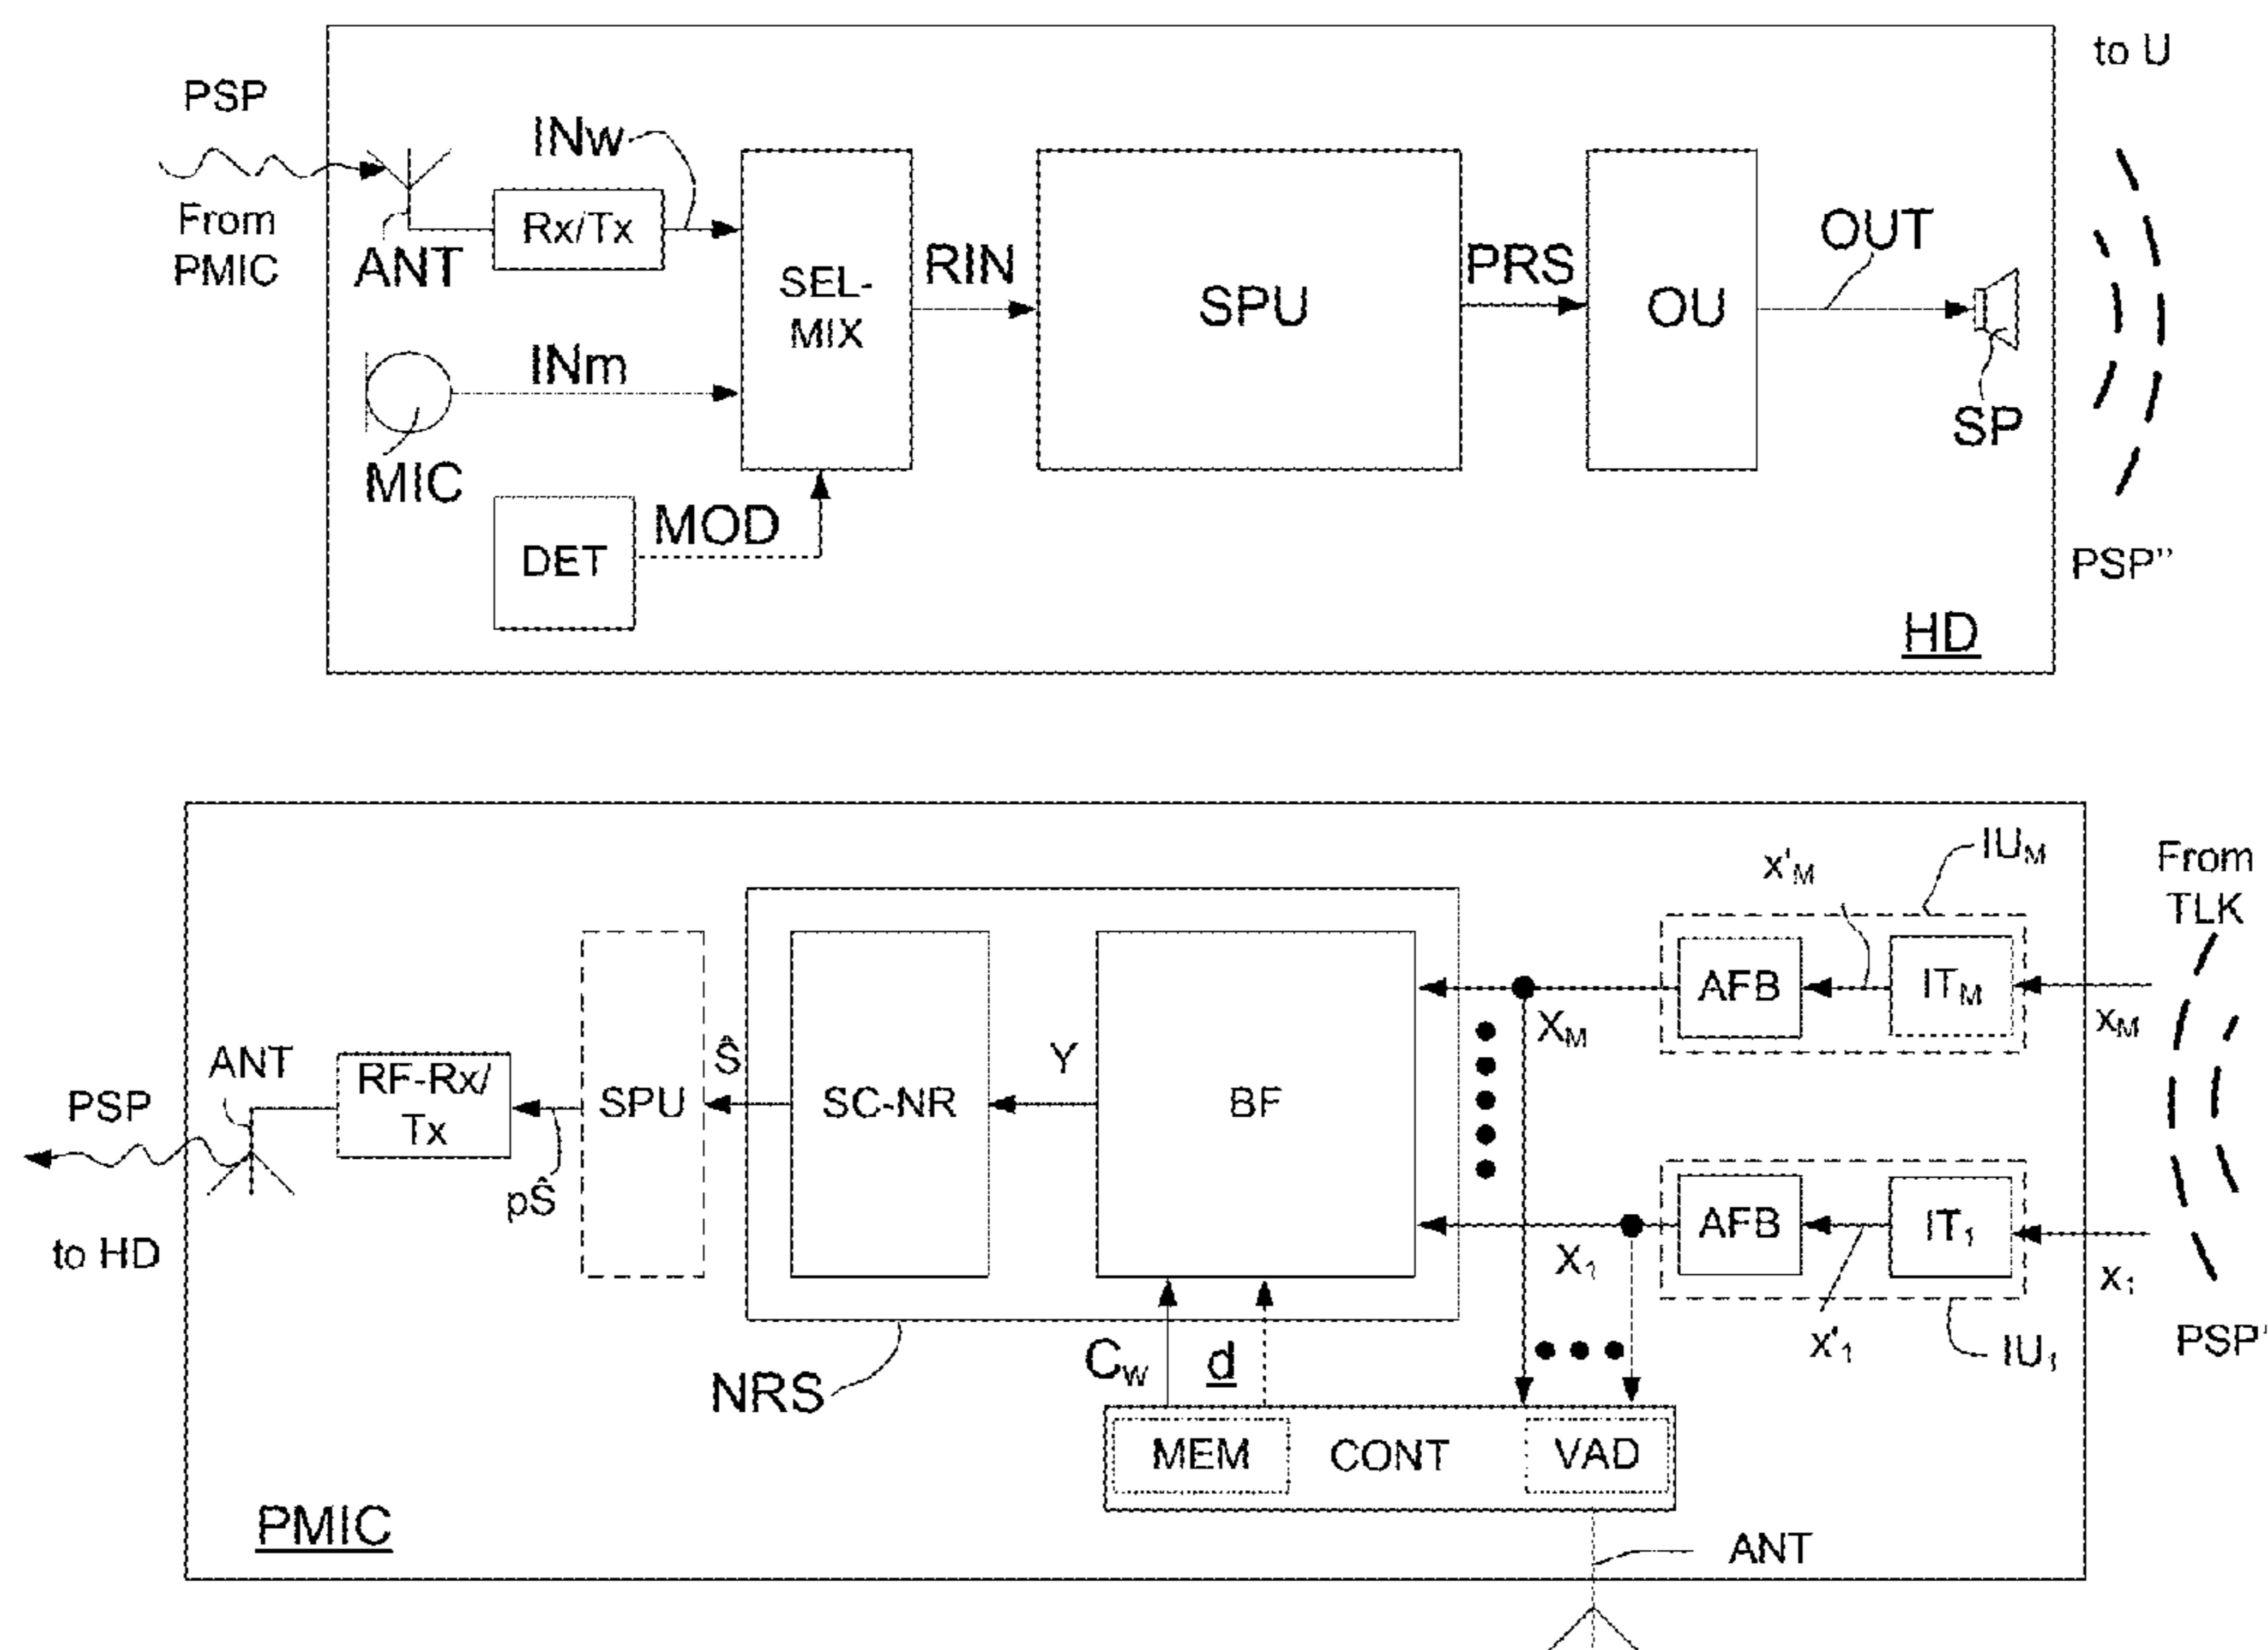 to U
PSP
From
PMIC
ANT
Rx/Tx
INw
INm
MIC
DET
MOD
SEL-
MIX
RIN
SPU
PRS
OU
OUT
SP
PSP''
HD
From
TLK
IU_M
x'_M
AFB
IT_M
x_M
X_M
BF
Y
SC-NR
Ŝ
SPU
pŜ
RF-Rx/
Tx
ANT
PSP
to HD
AFB
IT_1
x_1
X_1
x'_1
IU_1
PSP'
NRS
C_w
d
MEM
CONT
VAD
ANT
PMIC